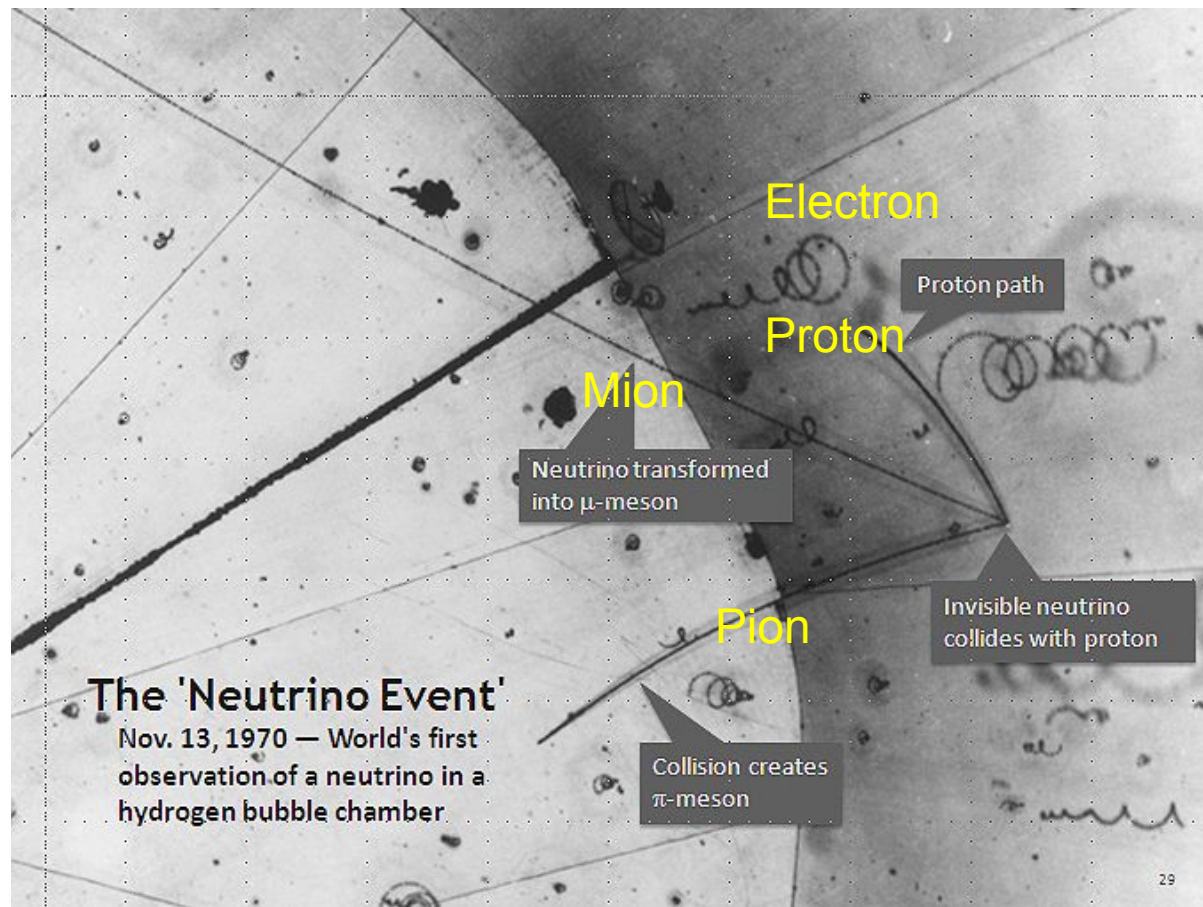 Electron
Proton path
Proton
Mion
Neutrino transformed
into μ-meson
Invisible neutrino
collides with proton
Pion
The 'Neutrino Event'
Nov. 13, 1970 — World's first
observation of a neutrino in a
hydrogen bubble chamber
Collision creates
π-meson
29